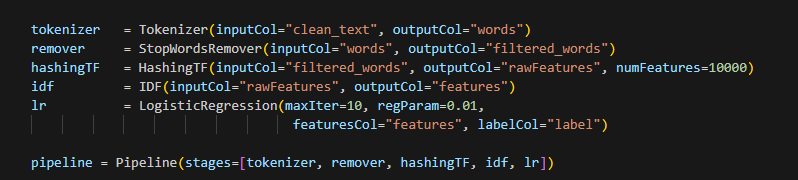 tokenizer   = Tokenizer(inputCol="clean_text", outputCol="words")
remover     = StopWordsRemover(inputCol="words", outputCol="filtered_words")
hashingTF   = HashingTF(inputCol="filtered_words", outputCol="rawFeatures", numFeatures=10000)
idf         = IDF(inputCol="rawFeatures", outputCol="features")
lr          = LogisticRegression(maxIter=10, regParam=0.01,
                                 featuresCol="features", labelCol="label")
pipeline = Pipeline(stages=[tokenizer, remover, hashingTF, idf, lr])